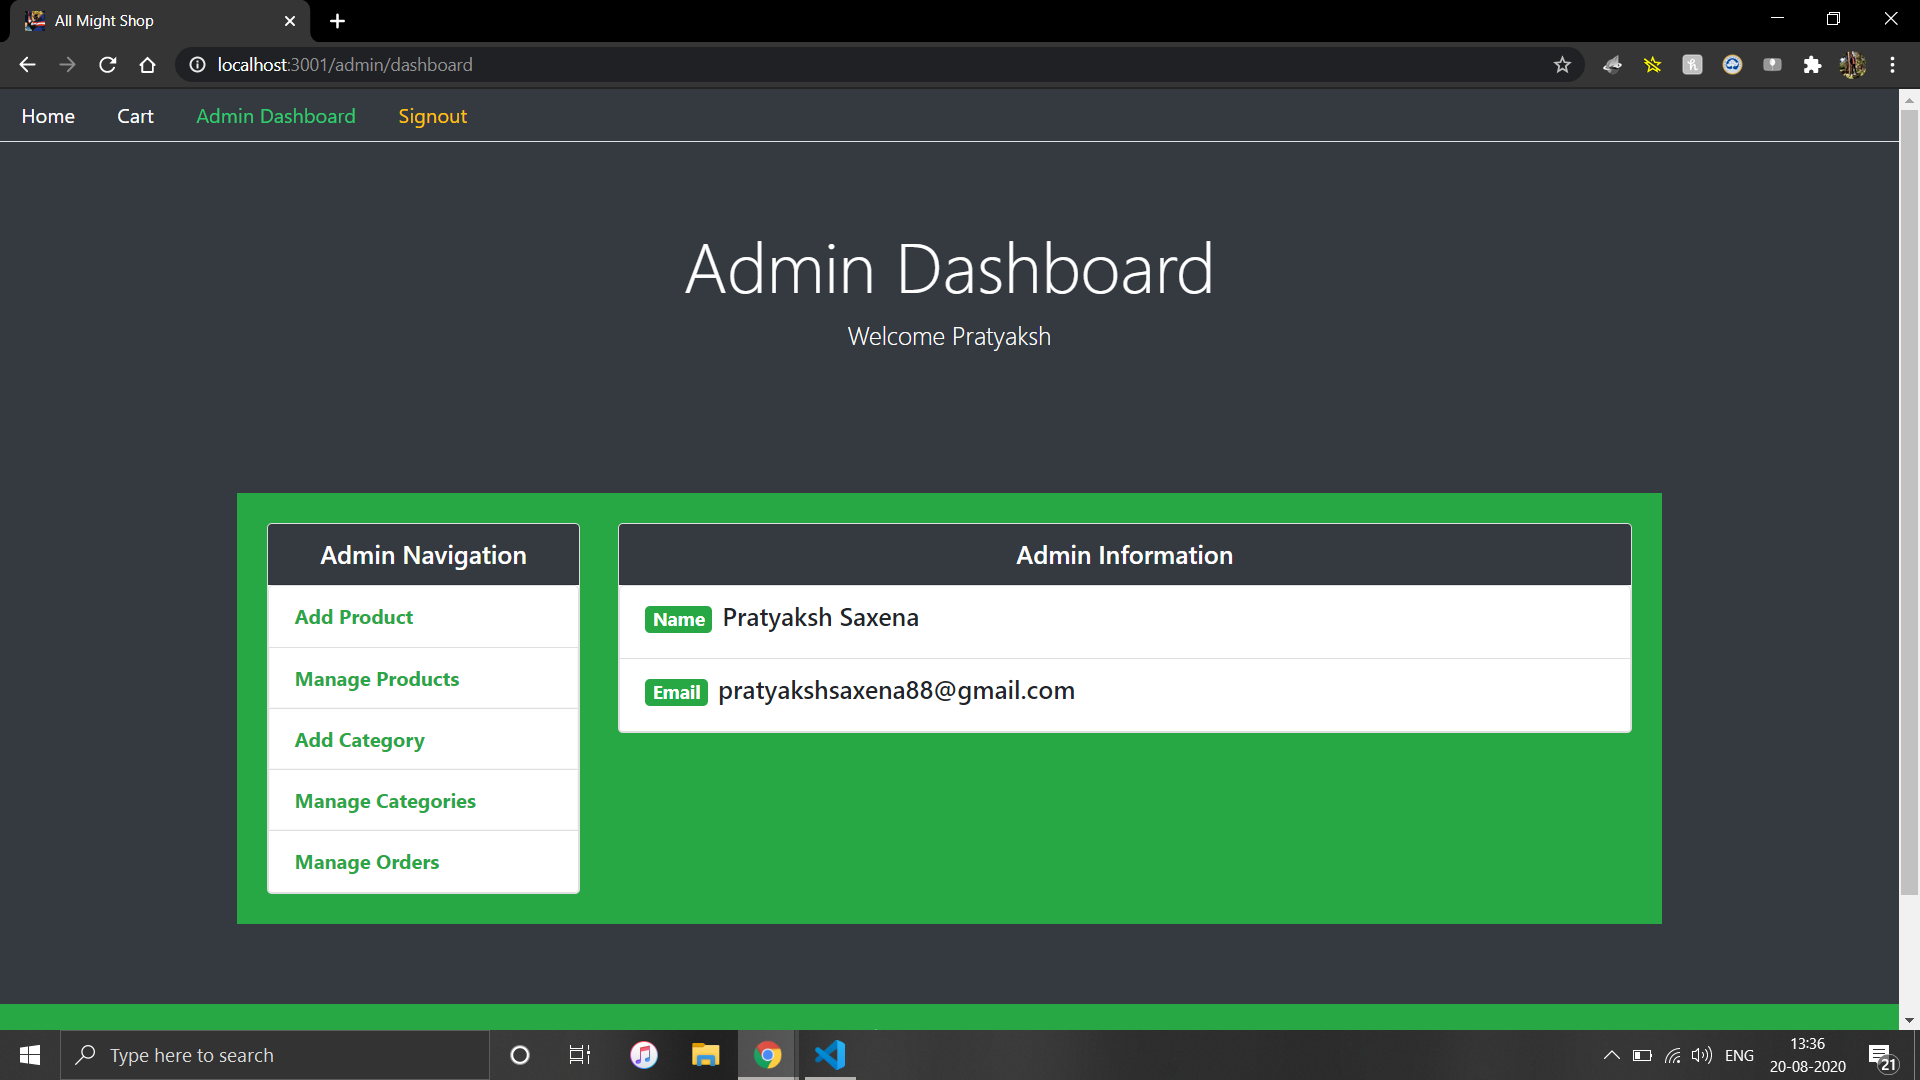 All Might Shop
localhost:3001/admin/dashboard
Home Cart Admin Dashboard Signout
Admin Dashboard
Welcome Pratyaksh
Admin Navigation
Add Product
Manage Products
Add Category
Manage Categories
Manage Orders
Admin Information
Name Pratyaksh Saxena
Email pratyakshsaxena88@gmail.com
Type here to search
ENG
13:36
20-08-2020
21